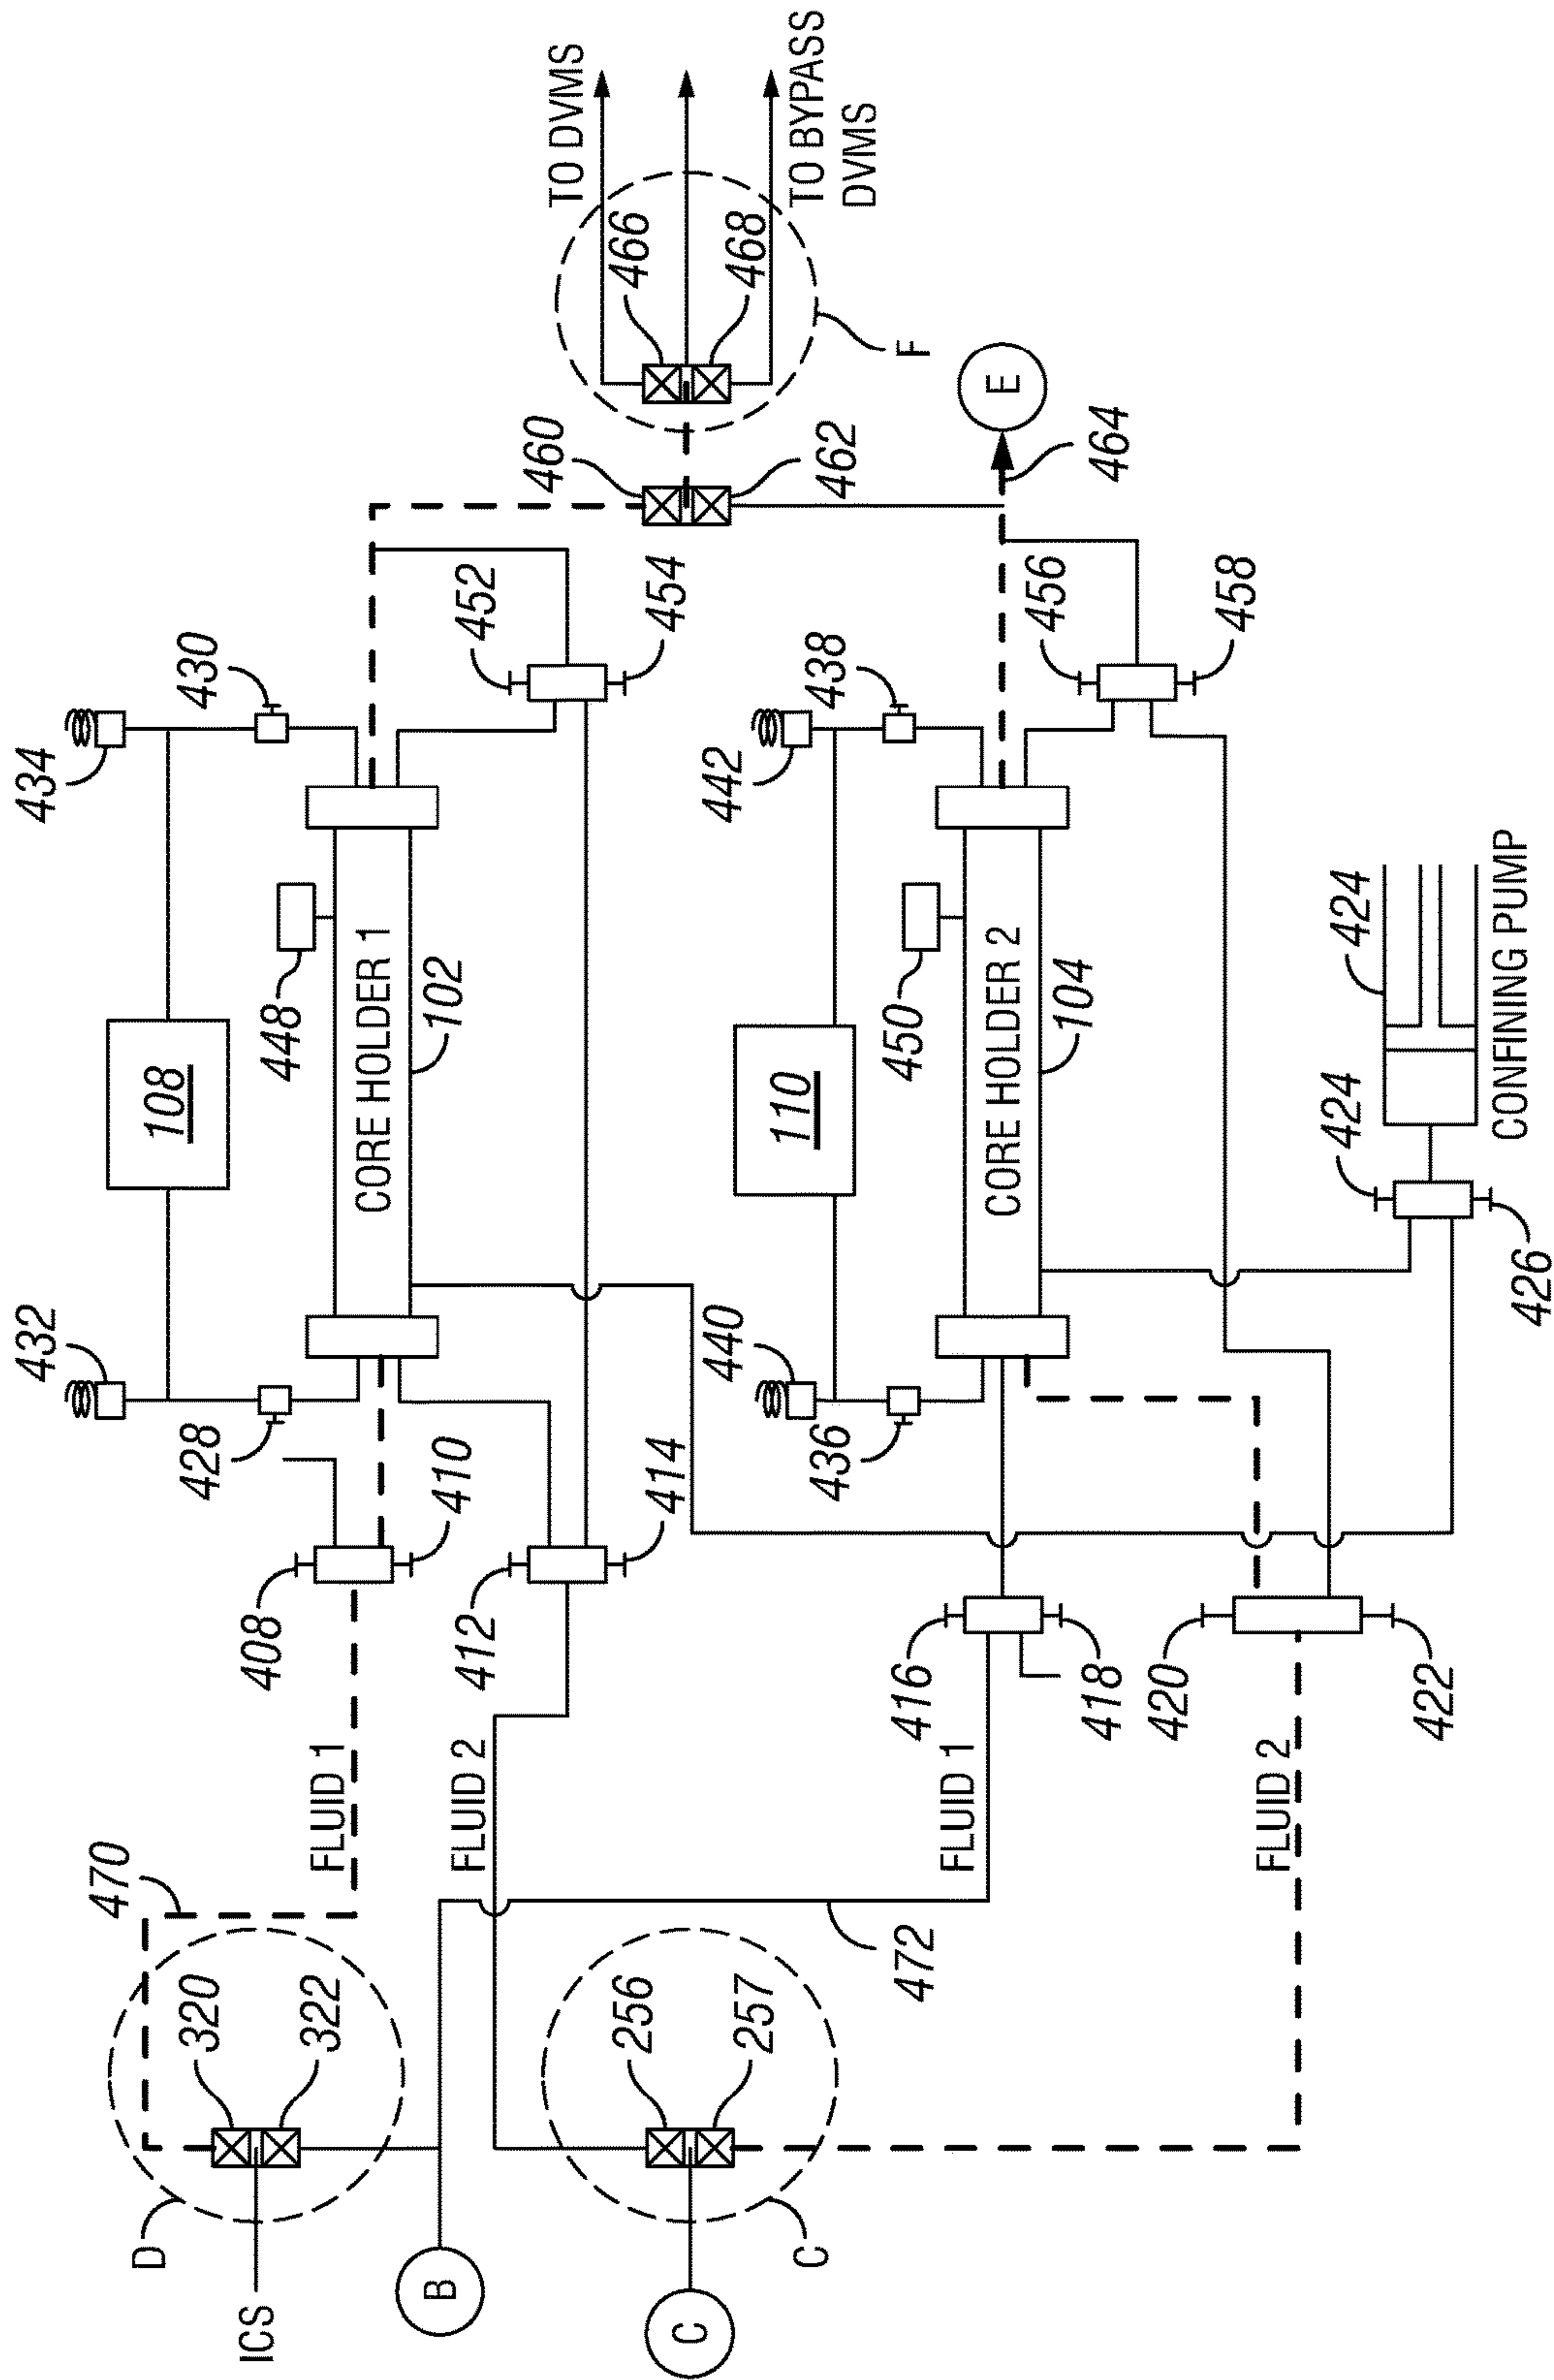 434
430
432
428
108
448
CORE HOLDER 1
102
TO DVMS
466
468
TO BYPASS
DVMS
F
460
462
E
464
452
454
408
410
412
414
442
438
440
436
110
450
CORE HOLDER 2
104
456
458
424
424
426
CONFINING PUMP
470
FLUID 1
FLUID 2
D
320
322
ICS
B
256
257
C
C
472
FLUID 1
416
418
420
422
FLUID 2